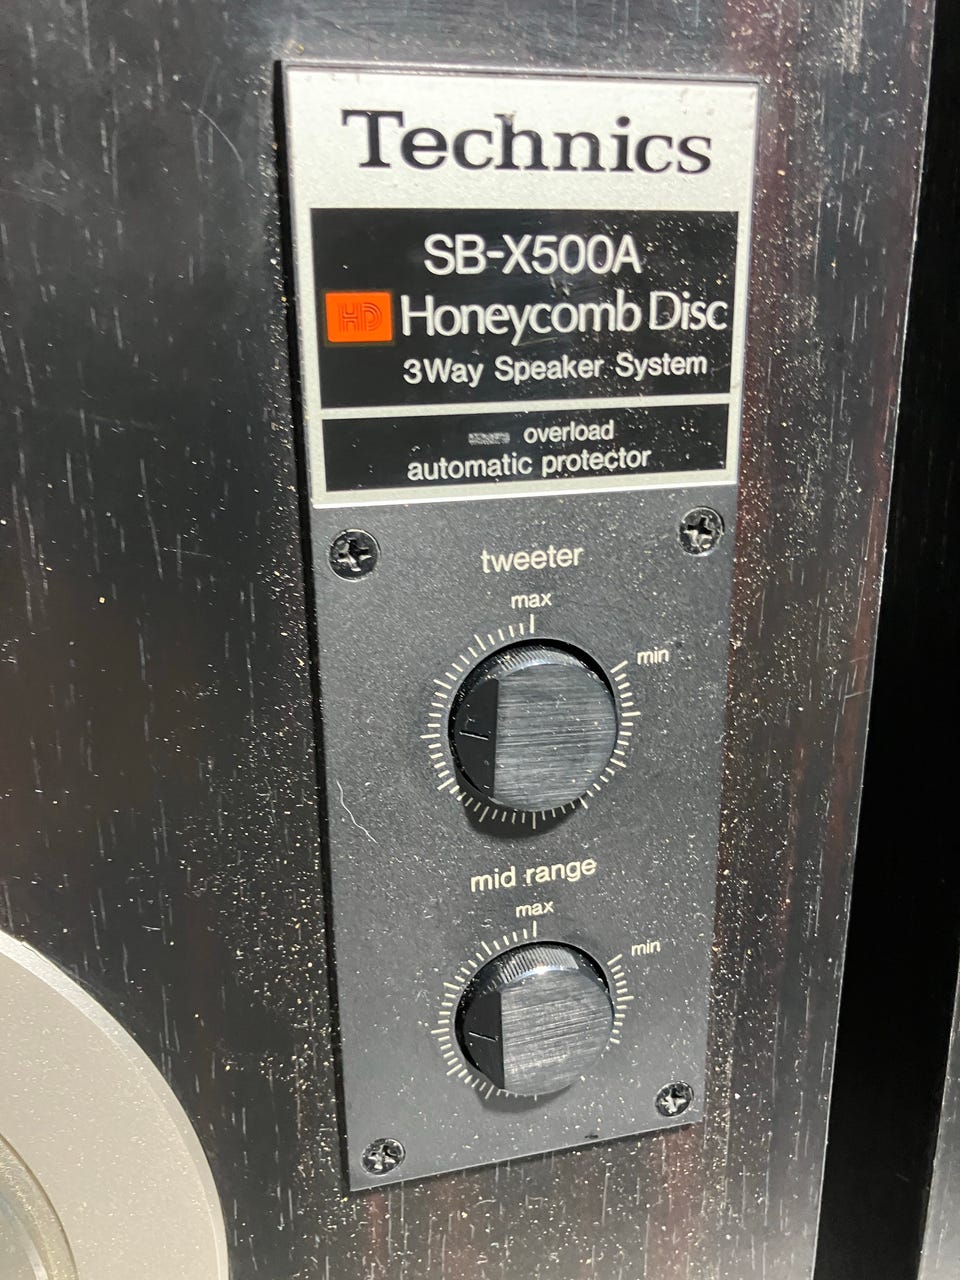 Technics
SB-X500A
HD Honeycomb Disc
3Way Speaker System
overload
automatic protector
tweeter
max
min
mid range
max
min